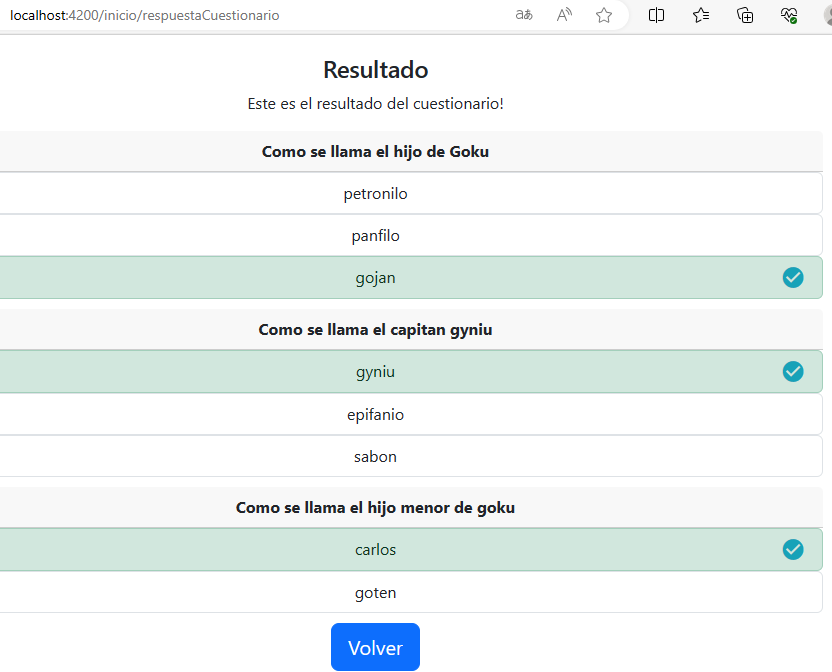 localhost:4200/inicio/respuestaCuestionario
Resultado
Este es el resultado del cuestionario!
Como se llama el hijo de Goku
petronilo
panfilo
gojan
Como se llama el capitan gyniu
gyniu
epifanio
sabon
Como se llama el hijo menor de goku
carlos
goten
Volver